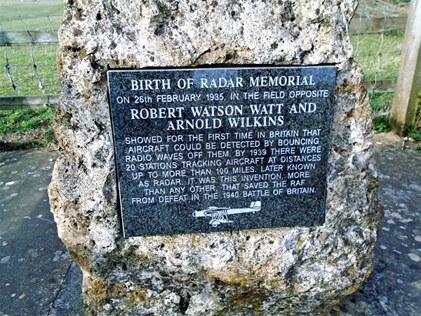 BIRTH OF RADAR MEMORIAL
ON 26th FEBRUARY 1935, IN THE FIELD OPPOSITE
ROBERT WATSON WATT AND
ARNOLD WILKINS
SHOWED FOR THE FIRST TIME IN BRITAIN THAT
AIRCRAFT COULD BE DETECTED BY BOUNCING
RADIO WAVES OFF THEM. BY 1939 THERE WERE
20 STATIONS TRACKING AIRCRAFT AT DISTANCES
UP TO MORE THAN 100 MILES. LATER KNOWN
AS RADAR, IT WAS THIS INVENTION, MORE
THAN ANY OTHER, THAT SAVED THE RAF
FROM DEFEAT IN THE 1940 BATTLE OF BRITAIN.